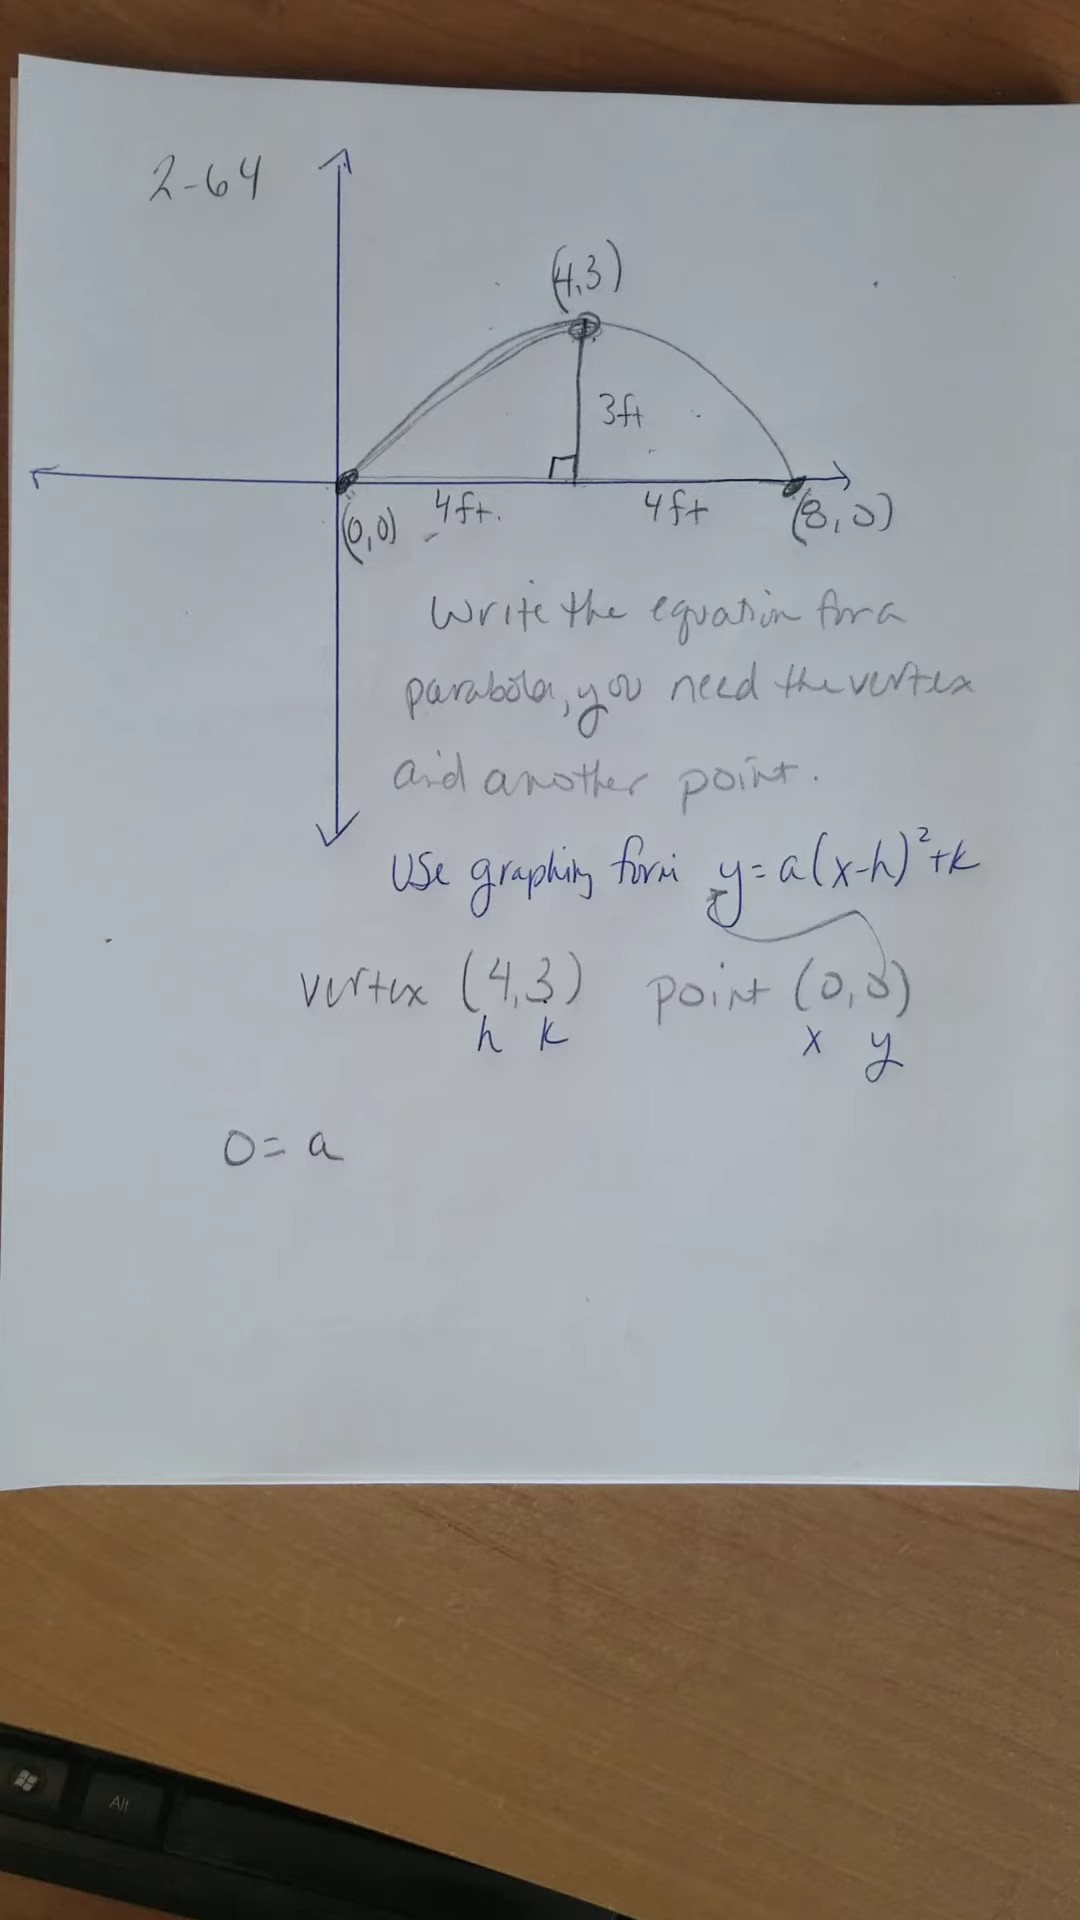 2-64
(4,3)
3ft
4ft.
4ft
(0,0)
(8,0)
Write the equation for a
parabola, you need the vertex
and another point.
Use graphing form y=a(x-h)²+k
vertex (4,3) point (0,0)
h k x y
0= a
Alt